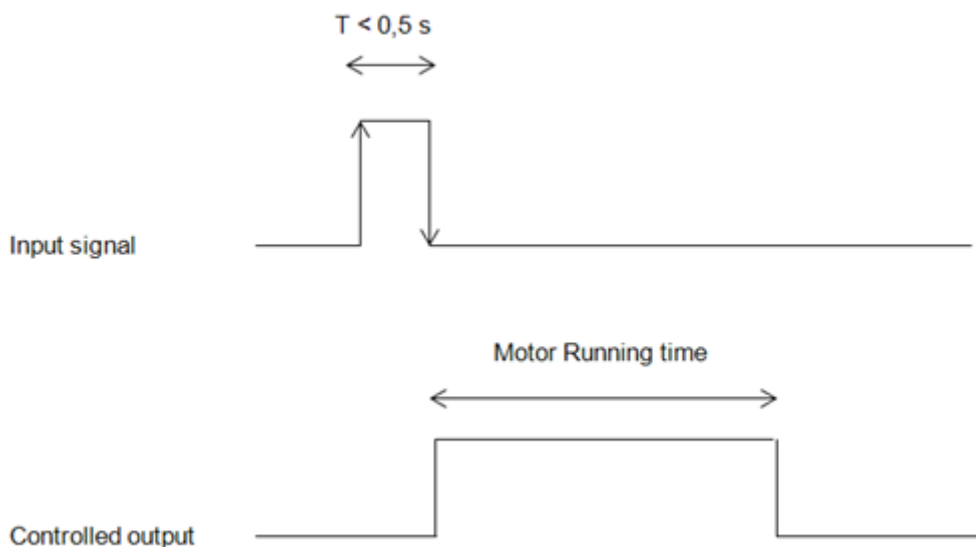 T < 0,5 s
Input signal
Motor Running time
Controlled output